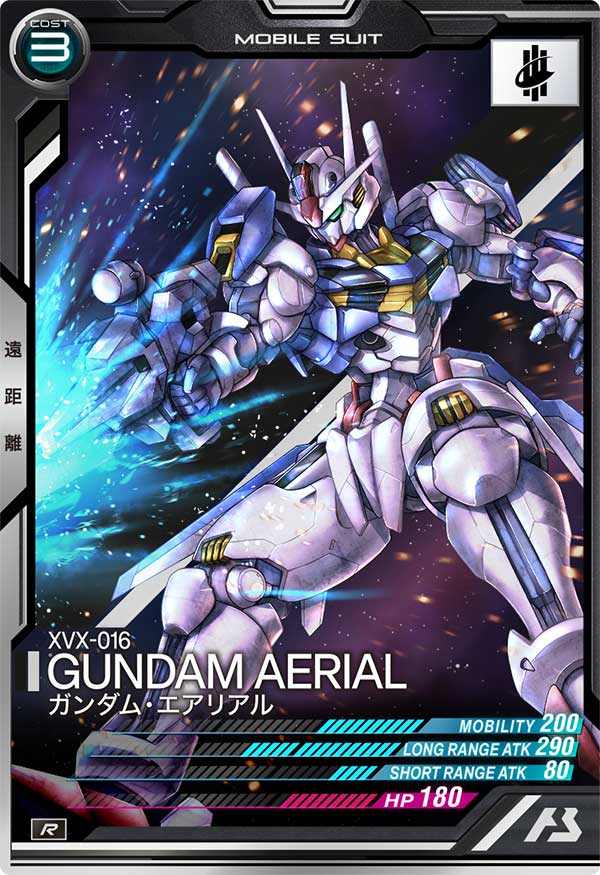 COST
3
MOBILE SUIT
遠距離
XVX-016
GUNDAM AERIAL
ガンダム・エアリアル
MOBILITY 200
LONG RANGE ATK 290
SHORT RANGE ATK 80
HP 180
R